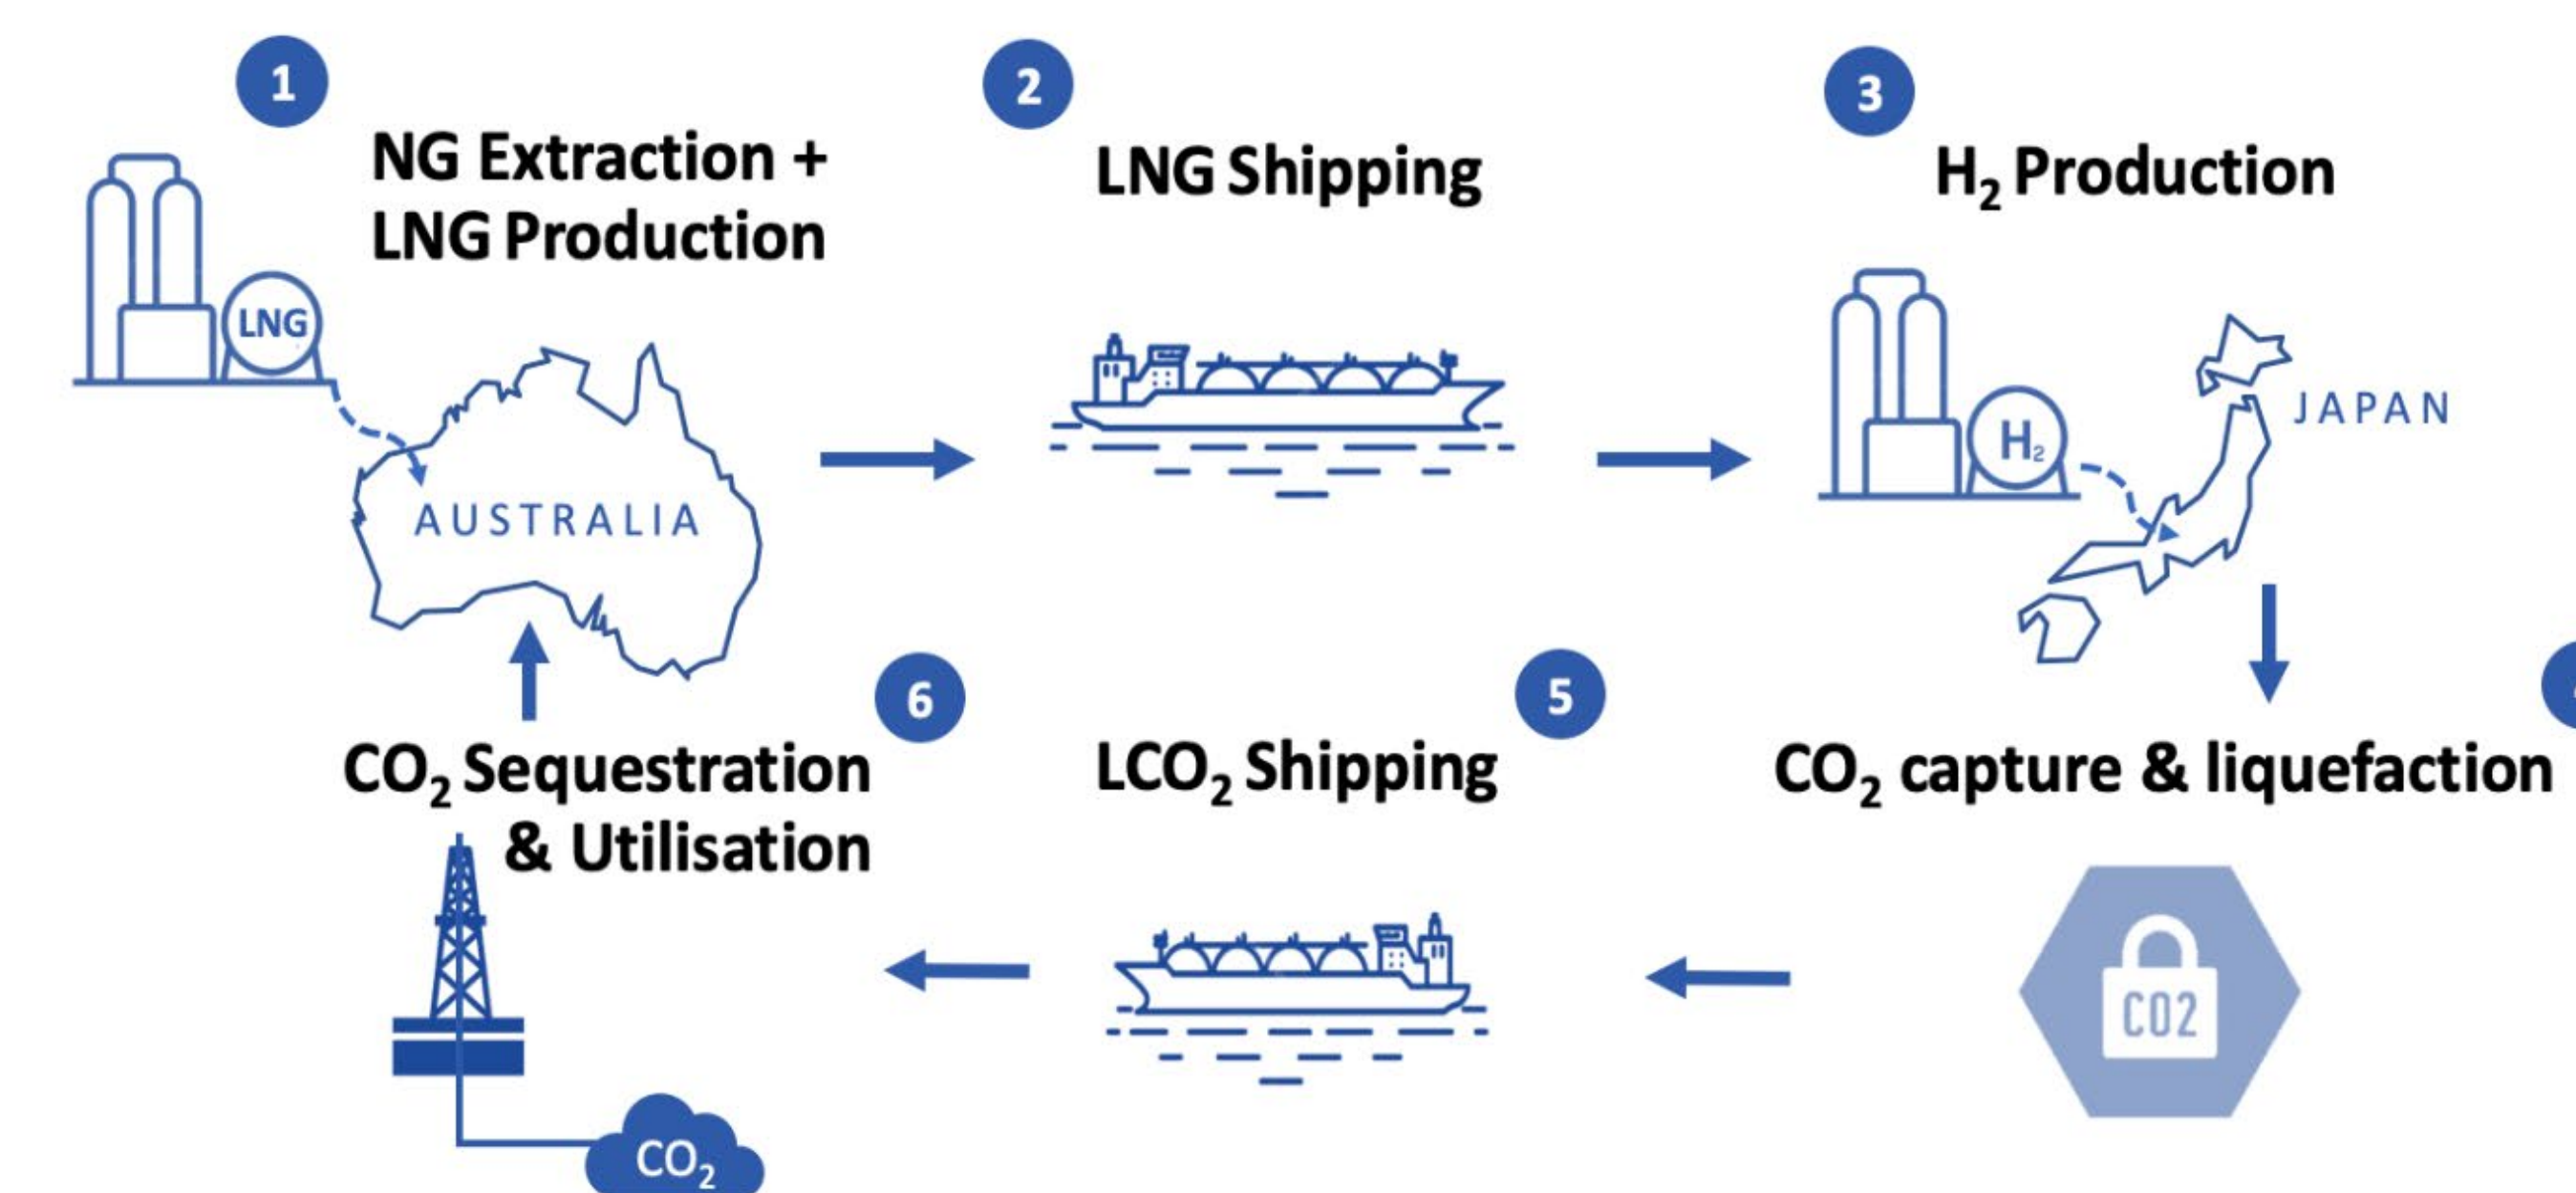 1
NG Extraction +
LNG Production
LNG
AUSTRALIA
2
LNG Shipping
3
H₂ Production
H₂
JAPAN
CO₂ capture & liquefaction
CO2
5
LCO₂ Shipping
6
CO₂ Sequestration
& Utilisation
CO₂